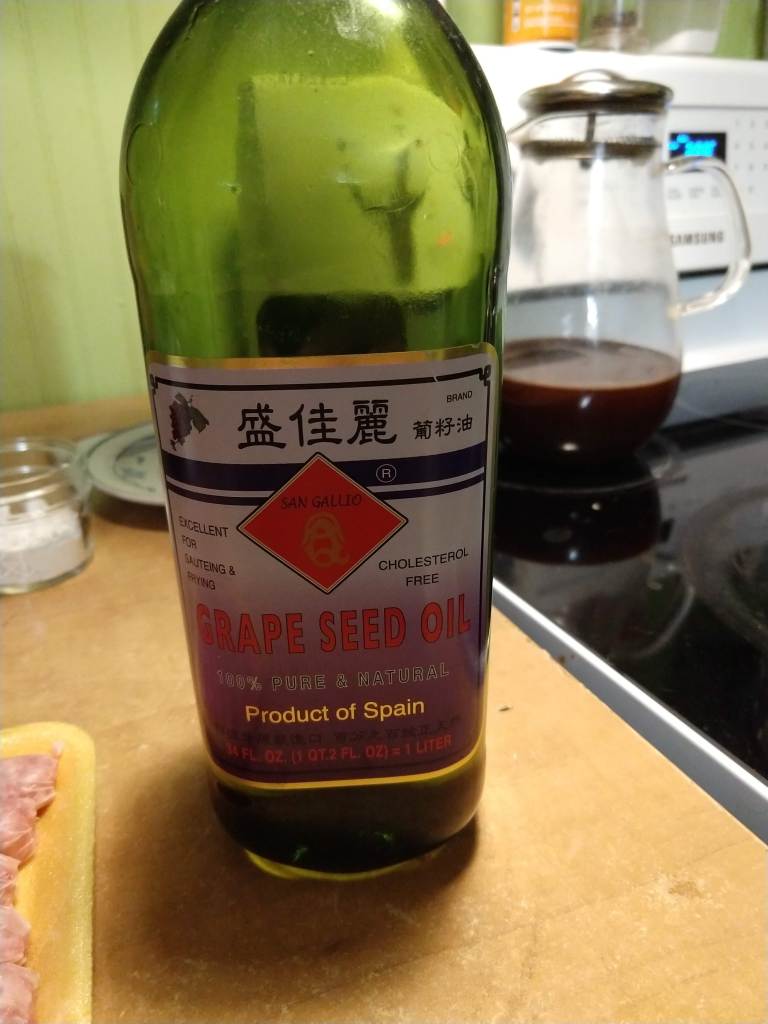 BRAND
盛佳麗 葡籽油
®
SAN GALLIO
EXCELLENT
FOR
SAUTEING &
FRYING
CHOLESTEROL
FREE
GRAPE SEED OIL
100% PURE & NATURAL
Product of Spain
34 FL. OZ. (1 QT.2 FL. OZ) = 1 LITER
SAMSUNG